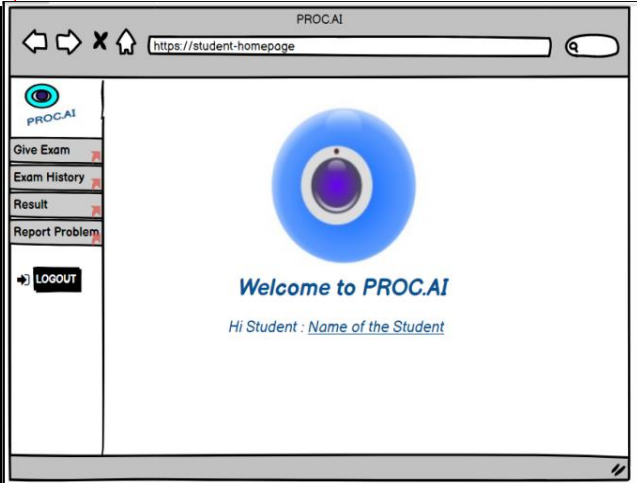 PROC.AI
https://student-homepage
PROC.AI
Give Exam
Exam History
Result
Report Problem
LOGOUT
Welcome to PROC.AI
Hi Student : Name of the Student